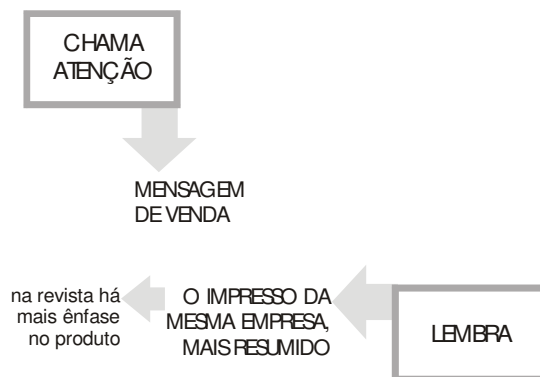 CHAMA
ATENÇÃO
MENSAGEM
DE VENDA
na revista há
mais ênfase
no produto
O IMPRESSO DA
MESMA EMPRESA,
MAIS RESUMIDO
LEMBRA